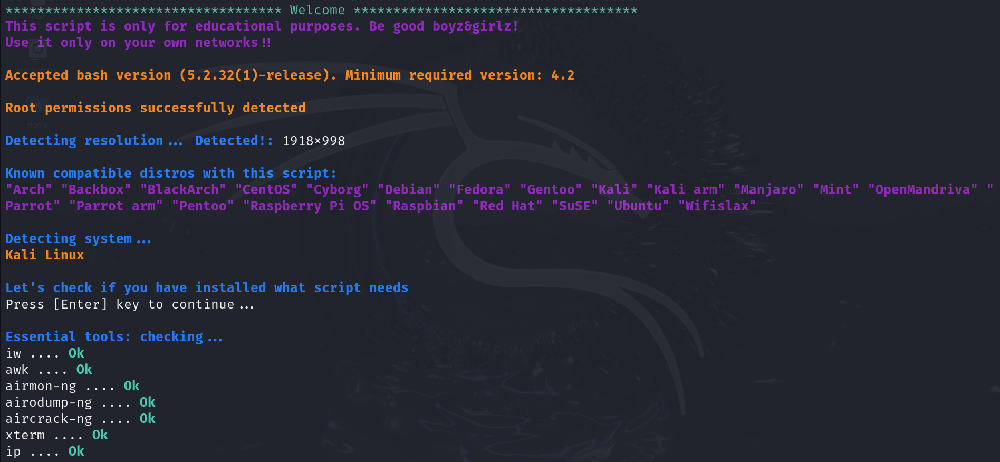 *********************************** Welcome ************************************
This script is only for educational purposes. Be good boyz&girlz!
Use it only on your own networks!!
Accepted bash version (5.2.32(1)-release). Minimum required version: 4.2
Root permissions successfully detected
Home
Detecting resolution... Detected!: 1918×998
Known compatible distros with this script:
"Arch" "Backbox" "BlackArch" "CentOS" "Cyborg" "Debian" "Fedora" "Gentoo" "Kali" "Kali arm" "Manjaro" "Mint" "OpenMandriva" "
Parrot" "Parrot arm" "Pentoo" "Raspberry Pi OS" "Raspbian" "Red Hat" "SuSE" "Ubuntu" "Wifislax"
Detecting system...
Kali Linux
Let's check if you have installed what script needs
Press [Enter] key to continue...
Essential tools: checking...
iw .... Ok
awk .... Ok
airmon-ng .... Ok
airodump-ng .... Ok
aircrack-ng .... Ok
xterm .... Ok
ip .... Ok